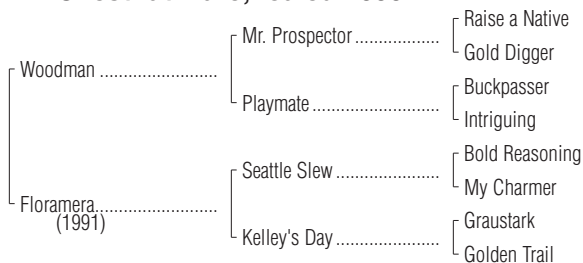 Raise a Native
Mr. Prospector
Gold Digger
Woodman
Buckpasser
Playmate
Intriguing
Bold Reasoning
Seattle Slew
My Charmer
Floramera
(1991)
Graustark
Kelley's Day
Golden Trail